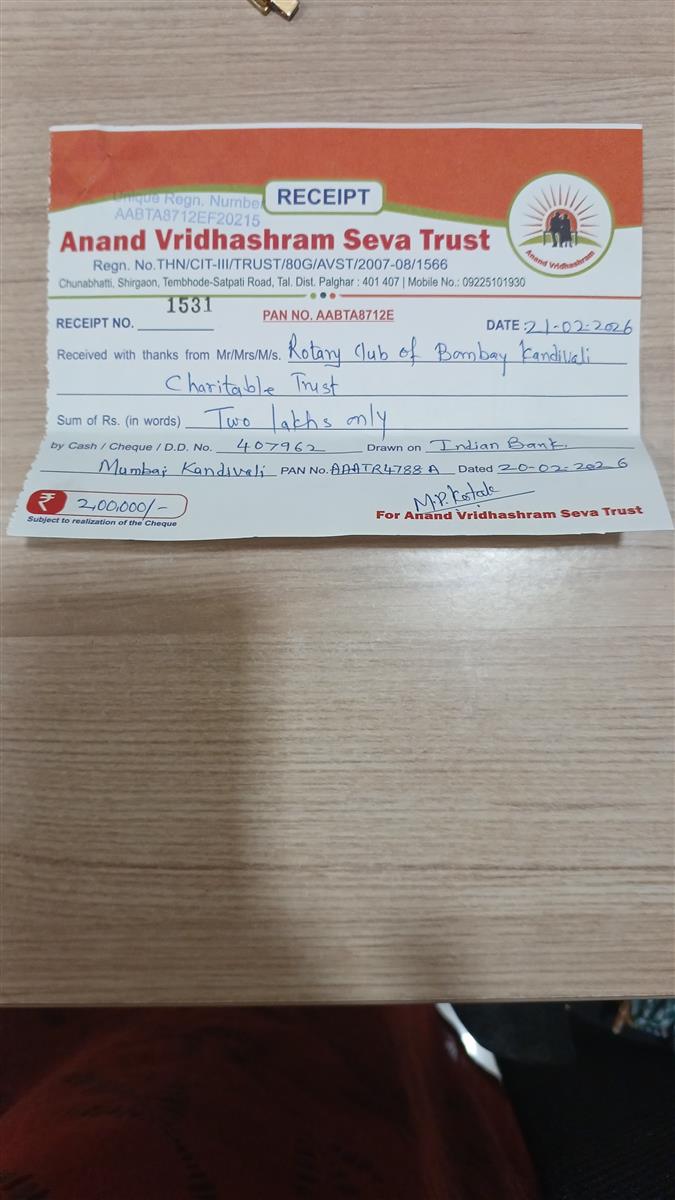 Unique Regn. Number
AABTA8712EF20215
RECEIPT
Anand Vridhashram Seva Trust
Regn. No.THN/CIT-III/TRUST/80G/AVST/2007-08/1566
Chunabhatti, Shirgaon, Tembhode-Satpati Road, Tal. Dist. Palghar : 401 407 | Mobile No.: 09225101930
Anand Vridhashram
RECEIPT NO. 1531 PAN NO. AABTA8712E DATE : 21-02-2026
Received with thanks from Mr/Mrs/M/s. Rotary Club of Bombay Kandivali
Charitable Trust
Sum of Rs. (in words) Two lakhs only
by Cash / Cheque / D.D. No. 407962 Drawn on Indian Bank.
Mumbai Kandivali PAN No. AAATR4788A Dated 20-02-2026
₹ 2,00,000/-
M.P. Kotak
Subject to realization of the Cheque
For Anand Vridhashram Seva Trust